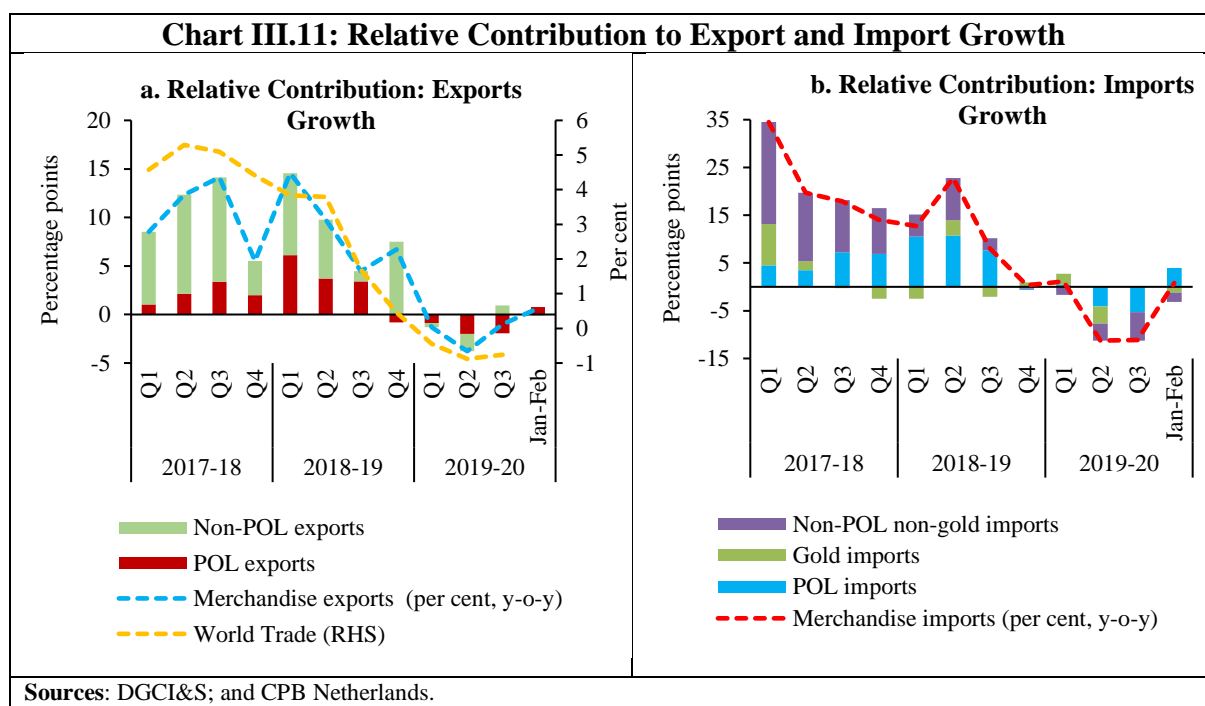 Chart III.11: Relative Contribution to Export and Import Growth
a. Relative Contribution: Exports
Growth
20
15
10
5
0
-5
Percentage points
6
5
4
3
2
1
0
-1
Per cent
Q1
Q2
Q3
Q4
Q1
Q2
Q3
Q4
Q1
Q2
Q3
Jan-Feb
2017-18
2018-19
2019-20
Non-POL exports
POL exports
Merchandise exports (per cent, y-o-y)
World Trade (RHS)
b. Relative Contribution: Imports
Growth
35
25
15
5
-5
-15
Percentage points
Q1
Q2
Q3
Q4
Q1
Q2
Q3
Q4
Q1
Q2
Q3
Jan-Feb
2017-18
2018-19
2019-20
Non-POL non-gold imports
Gold imports
POL imports
Merchandise imports (per cent, y-o-y)
Sources: DGCI&S; and CPB Netherlands.